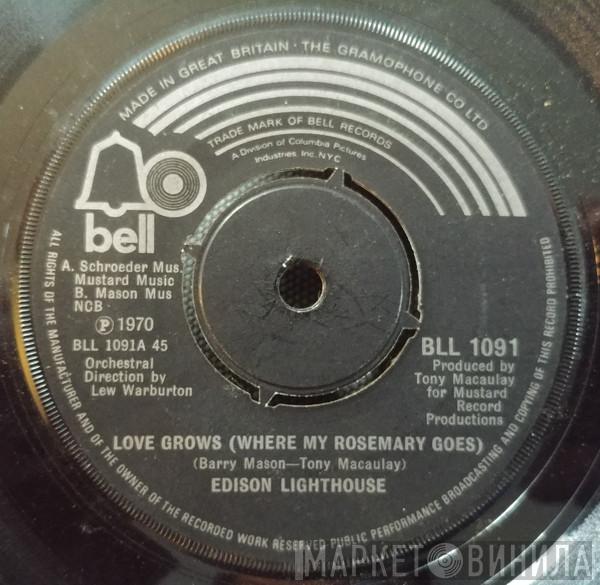 MADE IN GREAT BRITAIN · THE GRAMOPHONE CO LTD
TRADE MARK OF BELL RECORDS
A Division of Columbia Pictures
Industries, Inc. N.Y.C
bell
A. Schroeder Mus.
Mustard Music
B. Mason Mus
NCB
Ⓟ 1970
BLL 1091A 45
Orchestral
Direction by
Lew Warburton
BLL 1091
Produced by
Tony Macaulay
for Mustard
Record
Productions
LOVE GROWS (WHERE MY ROSEMARY GOES)
(Barry Mason—Tony Macaulay)
EDISON LIGHTHOUSE
ALL RIGHTS OF THE MANUFACTURER AND OF THE OWNER OF THE RECORDED WORK RESERVED PUBLIC PERFORMANCE BROADCASTING AND COPYING OF THIS RECORD PROHIBITED
МАРКЕТ ВИНИЛА